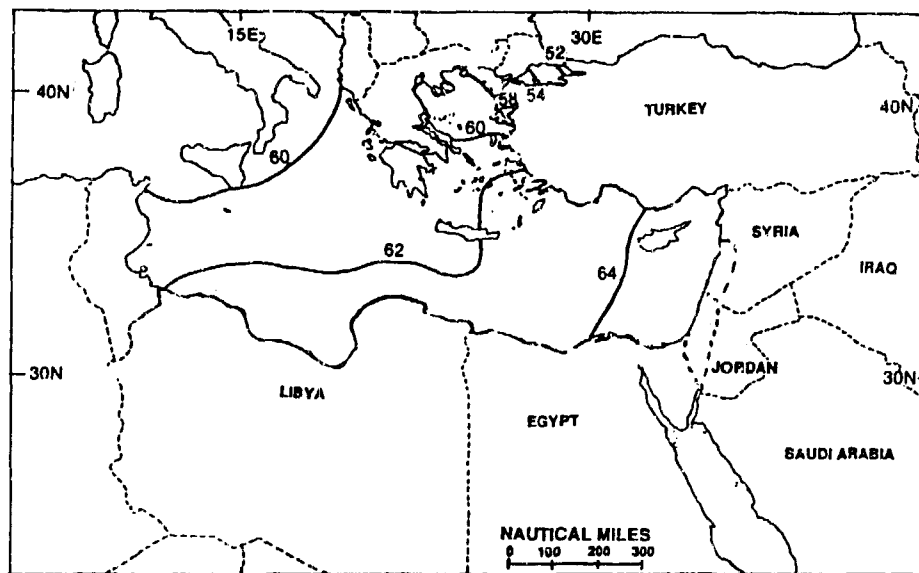 15E
30E
52
40N
58
54
40N
TURKEY
60
60
SYRIA
62
64
IRAQ
30N
JORDAN
30N
LIBYA
EGYPT
SAUDI ARABIA
NAUTICAL MILES
0 100 200 300